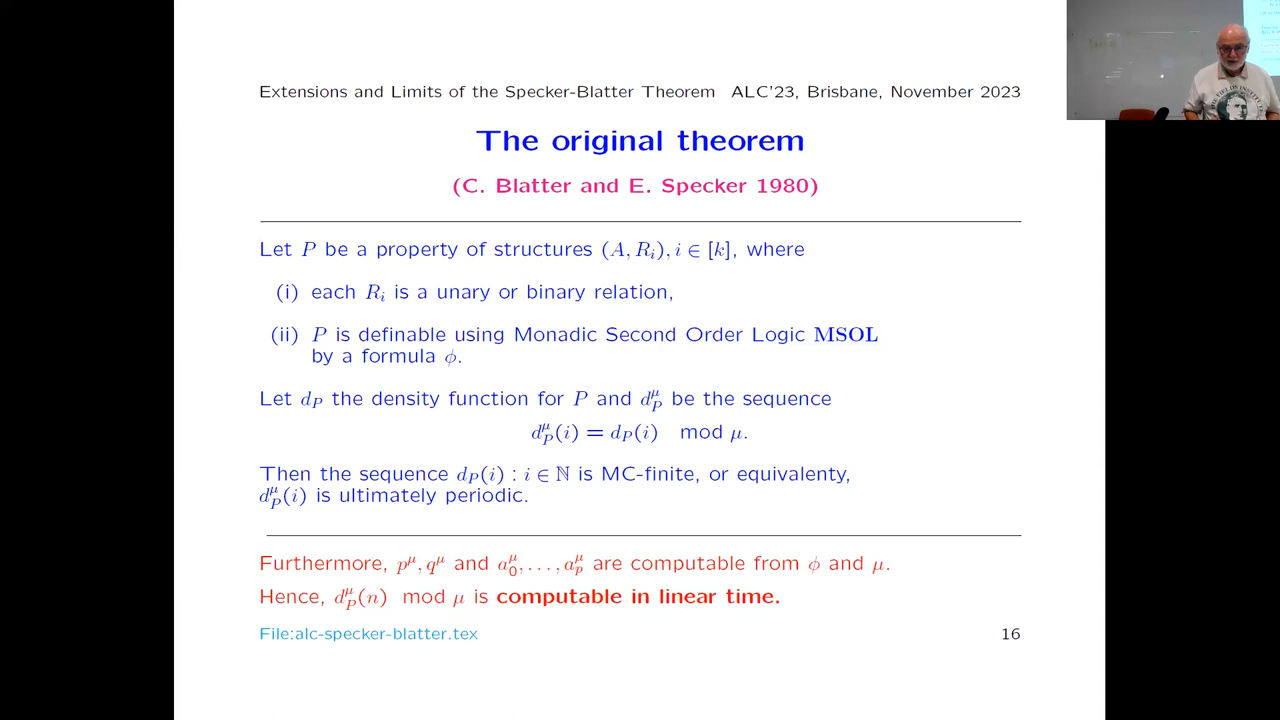 Extensions and Limits of the Specker-Blatter Theorem ALC'23, Brisbane, November 2023
The original theorem
(C. Blatter and E. Specker 1980)
Let P be a property of structures (A, R_i), i ∈ [k], where
(i) each R_i is a unary or binary relation,
(ii) P is definable using Monadic Second Order Logic MSOL
by a formula ϕ.
Let d_P the density function for P and d_P^μ be the sequence
d_P^μ(i) = d_P(i) mod μ.
Then the sequence d_P(i) : i ∈ ℕ is MC-finite, or equivalenty,
d_P^μ(i) is ultimately periodic.
Furthermore, p^μ, q^μ and a_0^μ, . . . , a_p^μ are computable from ϕ and μ.
Hence, d_P^μ(n) mod μ is computable in linear time.
File:alc-specker-blatter.tex
16